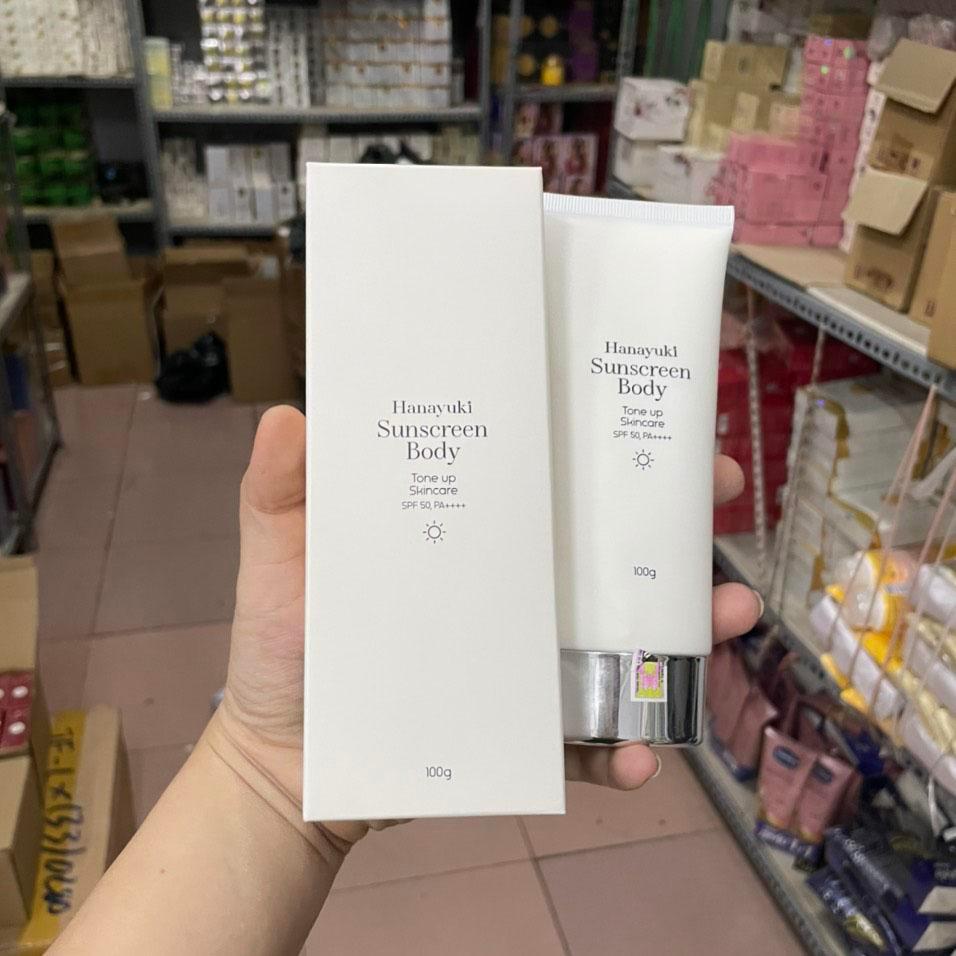 Hanayuki
Sunscreen
Body
Tone up
Skincare
SPF 50, PA++++
100g
Hanayuki
Sunscreen
Body
Tone up
Skincare
SPF 50, PA++++
100g